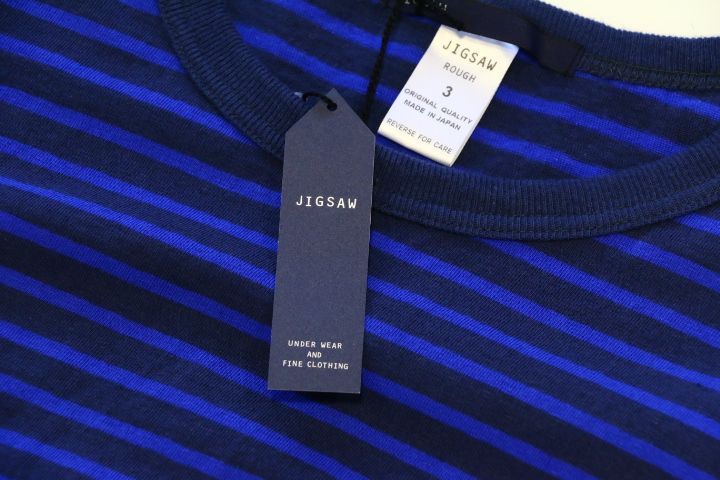 JIGSAW
ROUGH
3
ORIGINAL QUALITY
MADE IN JAPAN
REVERSE FOR CARE
JIGSAW
UNDER WEAR
AND
FINE CLOTHING